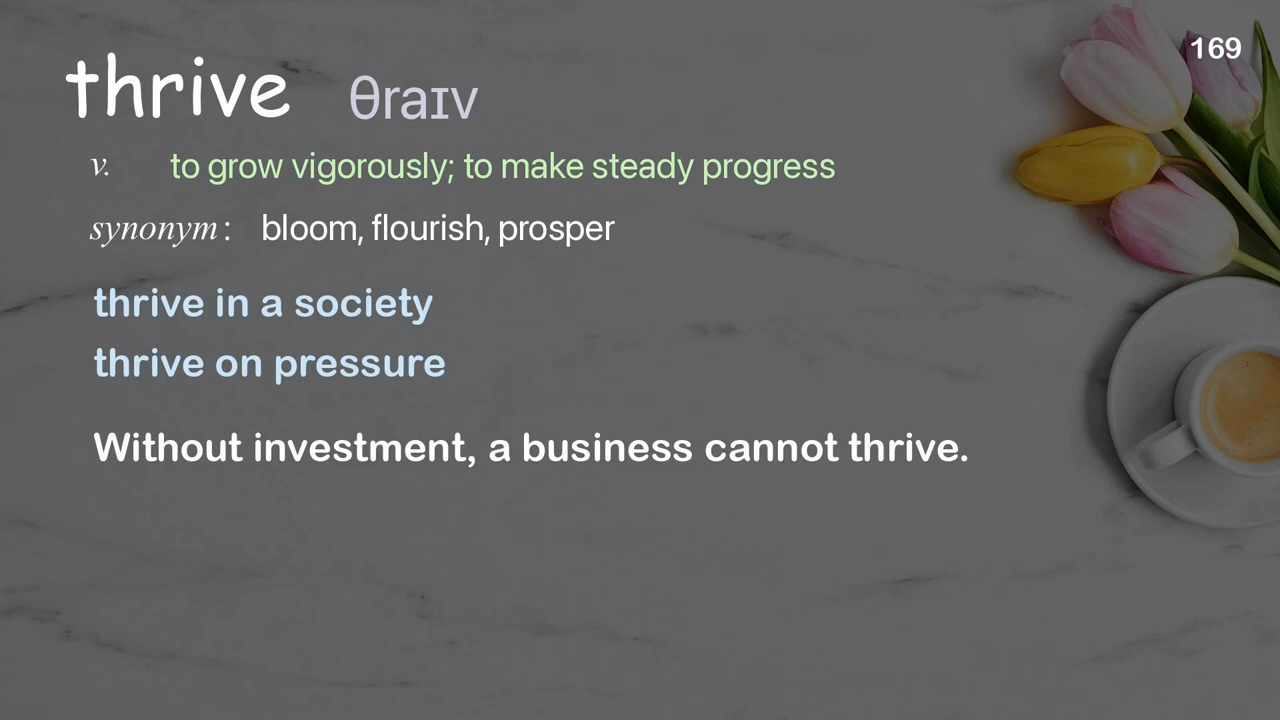 169
thrive θraɪv
v. to grow vigorously; to make steady progress
synonym: bloom, flourish, prosper
thrive in a society
thrive on pressure
Without investment, a business cannot thrive.